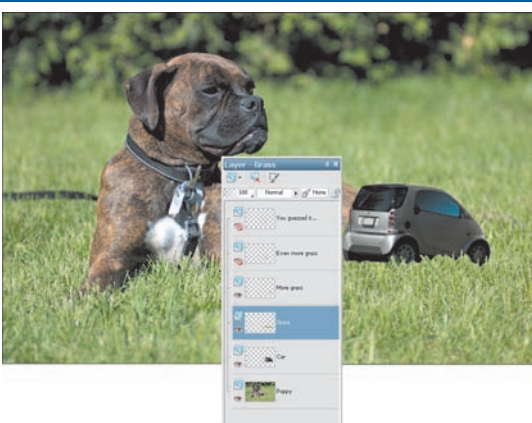 Layer - Grass
100
Normal
None
You guessed it...
Even more grass
More grass
Grass
Car
Puppy